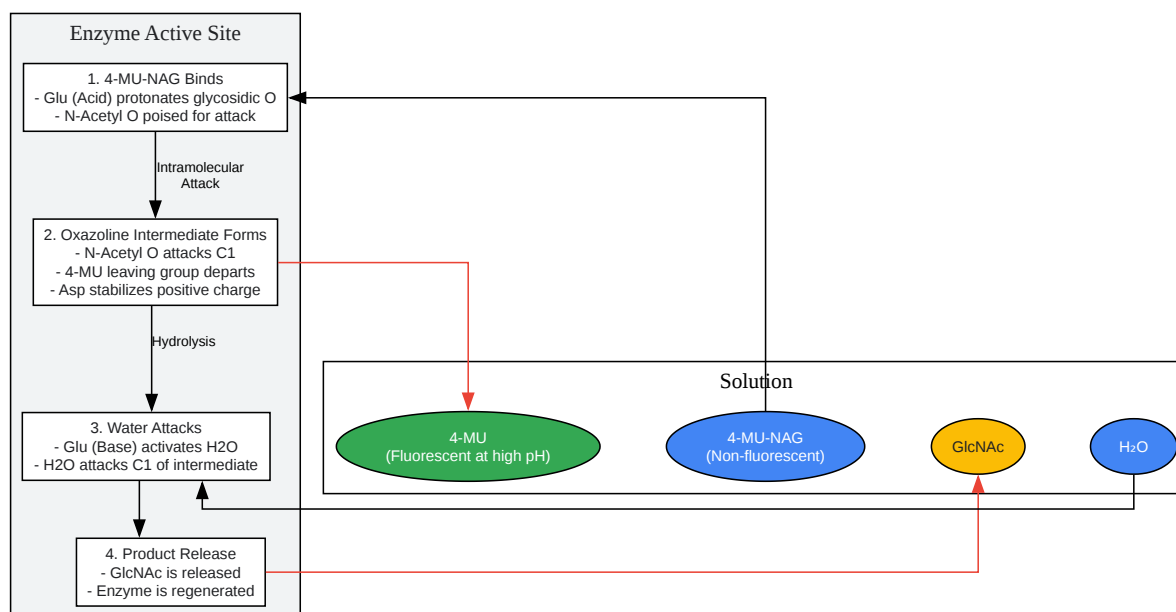 Enzyme Active Site
1. 4-MU-NAG Binds
- Glu (Acid) protonates glycosidic O
- N-Acetyl O poised for attack
Intramolecular
Attack
2. Oxazoline Intermediate Forms
- N-Acetyl O attacks C1
- 4-MU leaving group departs
- Asp stabilizes positive charge
Hydrolysis
3. Water Attacks
- Glu (Base) activates H2O
- H2O attacks C1 of intermediate
4. Product Release
- GlcNAc is released
- Enzyme is regenerated
Solution
4-MU
(Fluorescent at high pH)
4-MU-NAG
(Non-fluorescent)
GlcNAc
H₂O